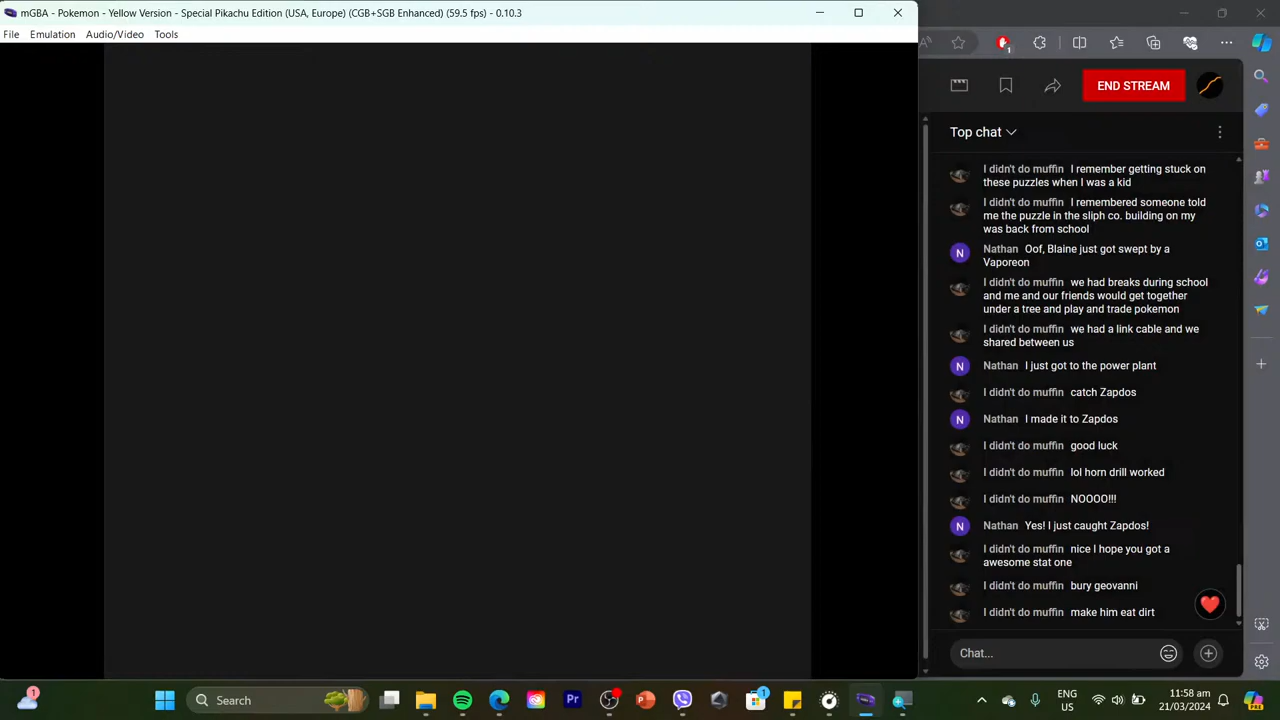 mGBA - Pokemon - Yellow Version - Special Pikachu Edition (USA, Europe) (CGB+SGB Enhanced) (59.5 fps) - 0.10.3
File Emulation Audio/Video Tools
1
END STREAM
Top chat
I didn't do muffin I remember getting stuck on
these puzzles when I was a kid
I didn't do muffin I remembered someone told
me the puzzle in the sliph co. building on my
was back from school
N Nathan Oof, Blaine just got swept by a
Vaporeon
I didn't do muffin we had breaks during school
and me and our friends would get together
under a tree and play and trade pokemon
I didn't do muffin we had a link cable and we
shared between us
N Nathan I just got to the power plant
I didn't do muffin catch Zapdos
N Nathan I made it to Zapdos
I didn't do muffin good luck
I didn't do muffin lol horn drill worked
I didn't do muffin NOOOO!!!
N Nathan Yes! I just caught Zapdos!
I didn't do muffin nice I hope you got a
awesome stat one
I didn't do muffin bury geovanni
I didn't do muffin make him eat dirt
Chat...
1 Search Pr 1 ENG
US 11:58 am
21/03/2024 PRE